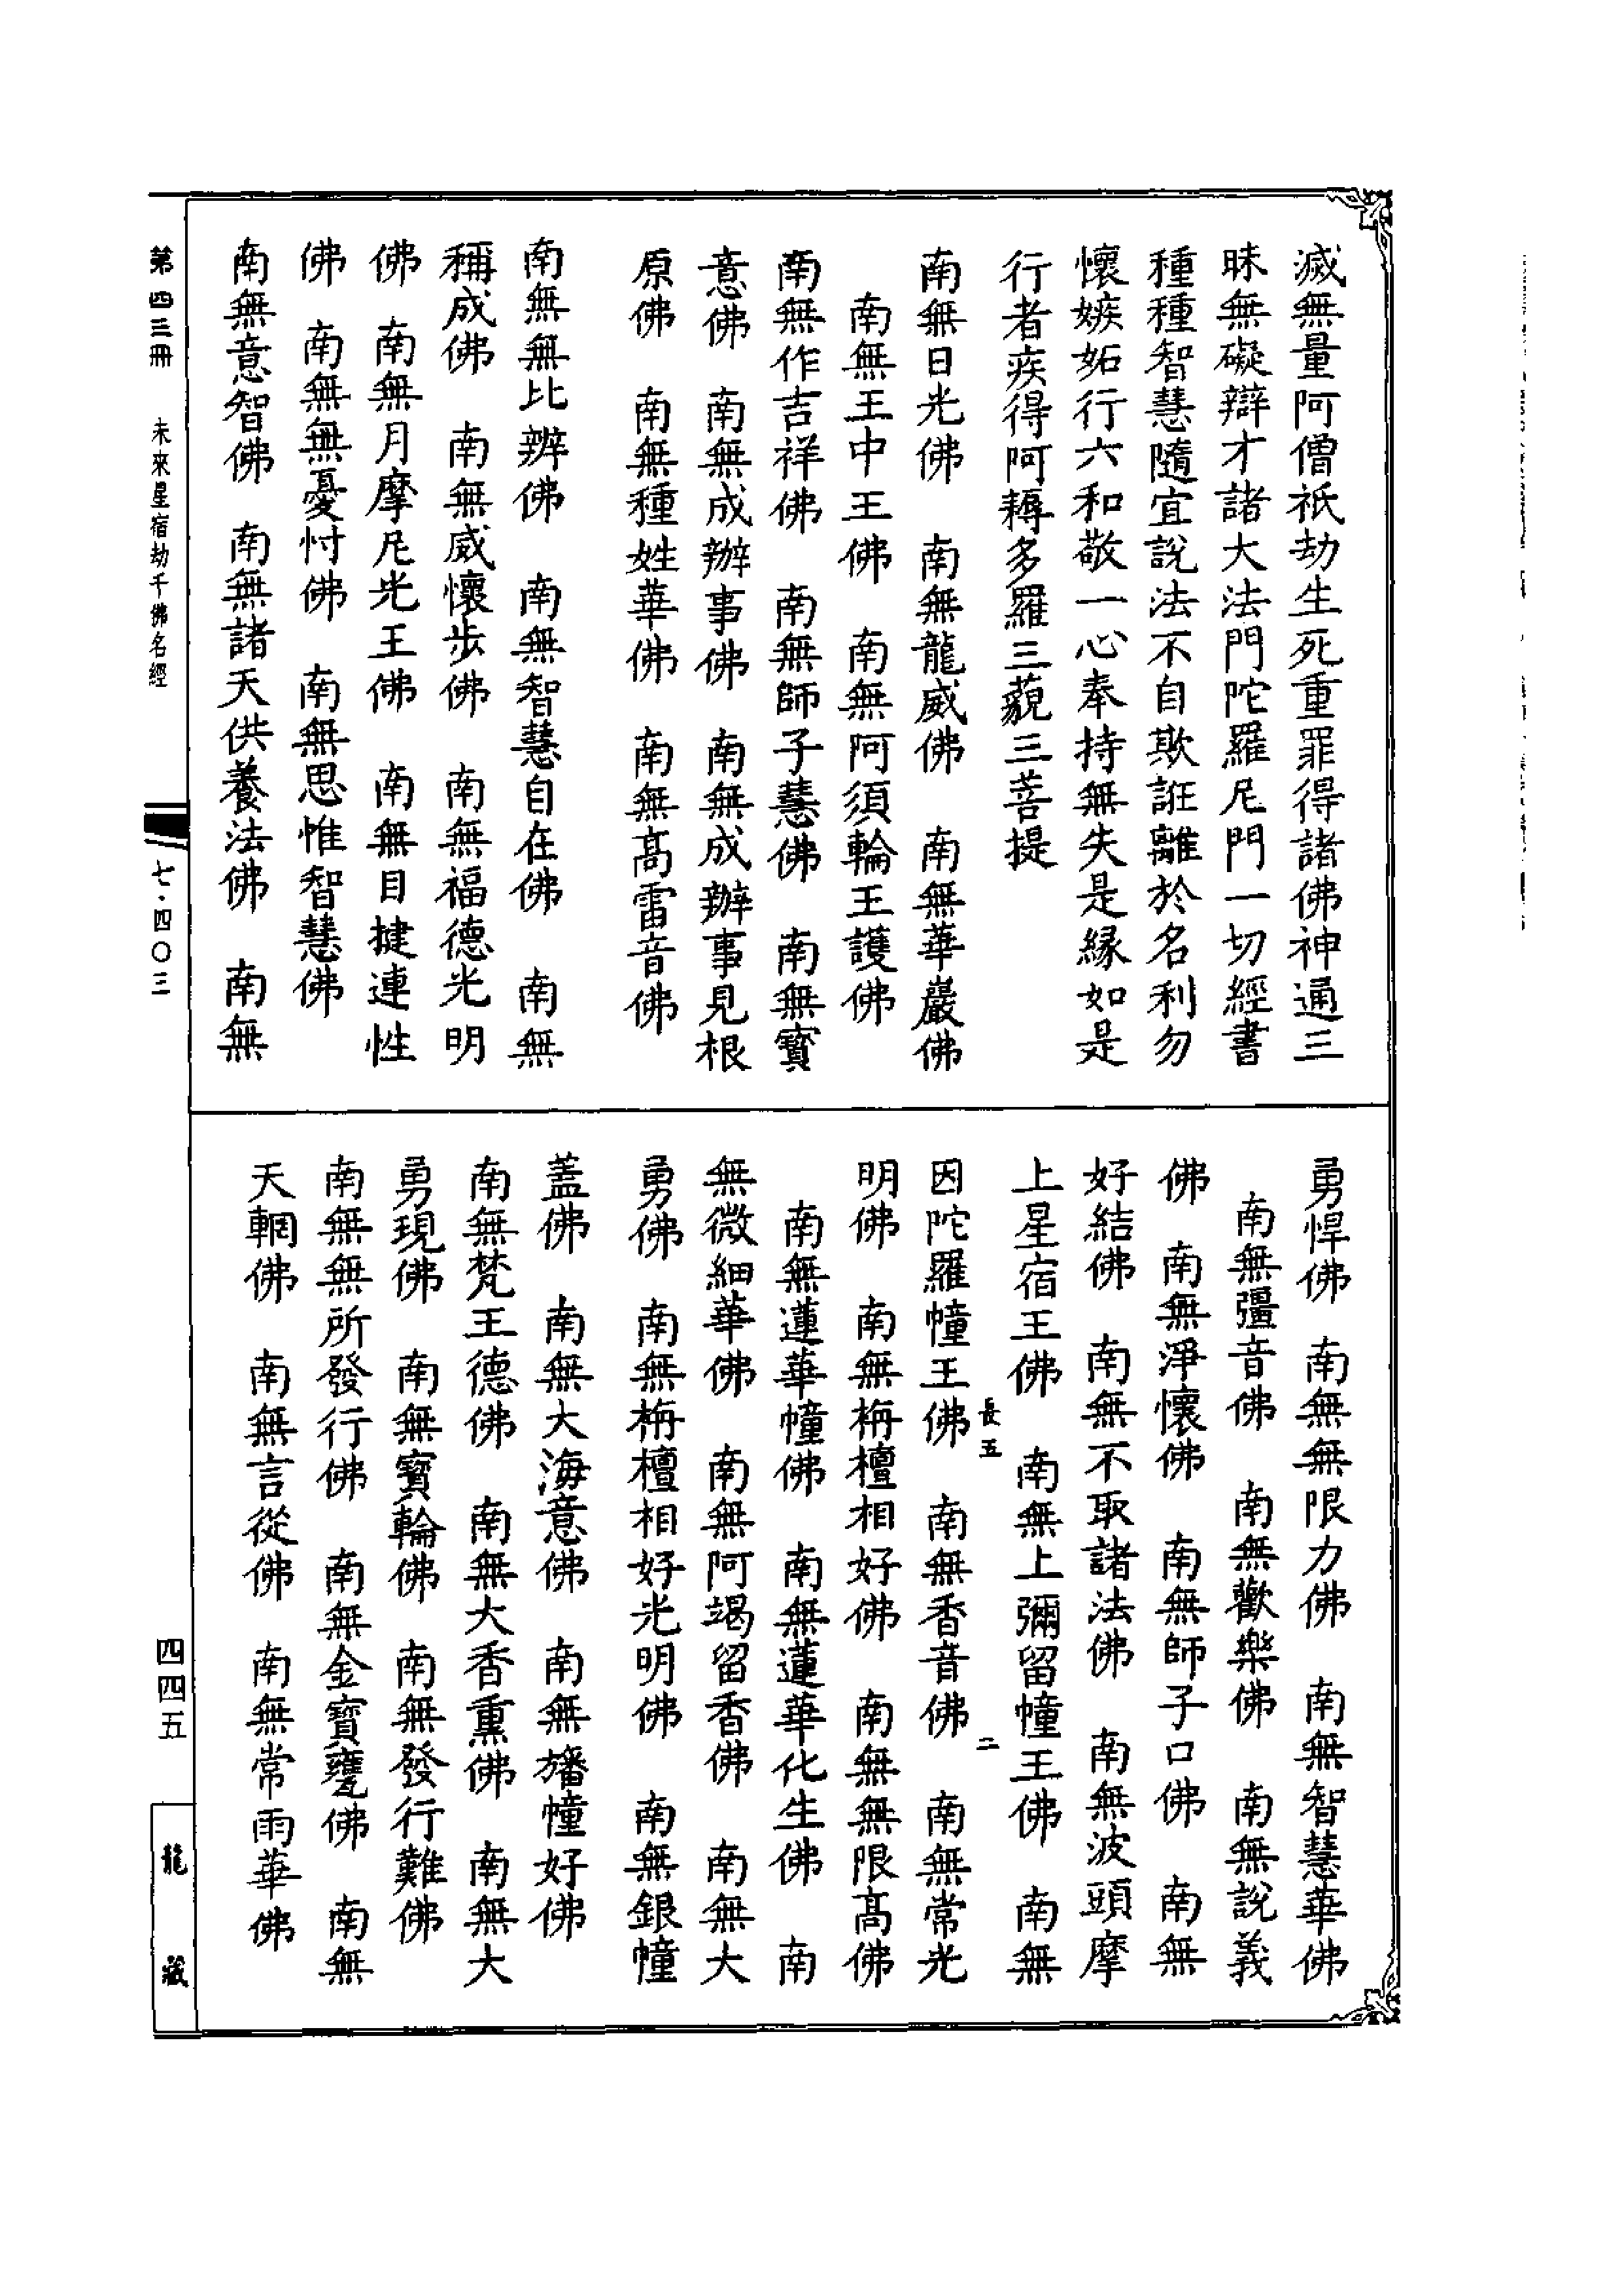 滅無量阿僧祇劫生死重罪得諸佛神通三
昧無礙辯才諸大法門陀羅尼門一切經書
種種智慧隨宜說法不自欺誑離於名利勿
懷嫉妬行六和敬一心奉持無失是緣如是
行者疾得阿耨多羅三藐三菩提
南無日光佛　南無龍威佛　南無華巖佛
　南無王中王佛　南無阿須輪王護佛
南無作吉祥佛　南無師子慧佛　南無寶
意佛　南無成辦事佛　南無成辦事見根
原佛　南無種姓華佛　南無高雷音佛
南無無比辨佛　南無智慧自在佛　南無
稱成佛　南無威懷步佛　南無福德光明
佛　南無月摩尼光王佛　南無目揵連性
佛　南無無憂忖佛　南無思惟智慧佛
南無意智佛　南無諸天供養法佛　南無
勇悍佛　南無無限力佛　南無智慧華佛
　南無彊音佛　南無歡樂佛　南無說義
佛　南無淨懷佛　南無師子口佛　南無
好結佛　南無不取諸法佛　南無波頭摩
上星宿王佛　南無上彌留幢王佛　南無
長五　二
因陀羅幢王佛　南無香音佛　南無常光
明佛　南無栴檀相好佛　南無無限高佛
　南無蓮華幢佛　南無蓮華化生佛　南
無微細華佛　南無阿竭留香佛　南無大
勇佛　南無栴檀相好光明佛　南無銀幢
蓋佛　南無大海意佛　南無旛幢好佛
南無梵王德佛　南無大香熏佛　南無大
勇現佛　南無寶輪佛　南無發行難佛
南無無所發行佛　南無金寶甕佛　南無
天輞佛　南無言從佛　南無常雨華佛
第四三冊　未來星宿劫千佛名經
七·四〇三
四四五
龍藏